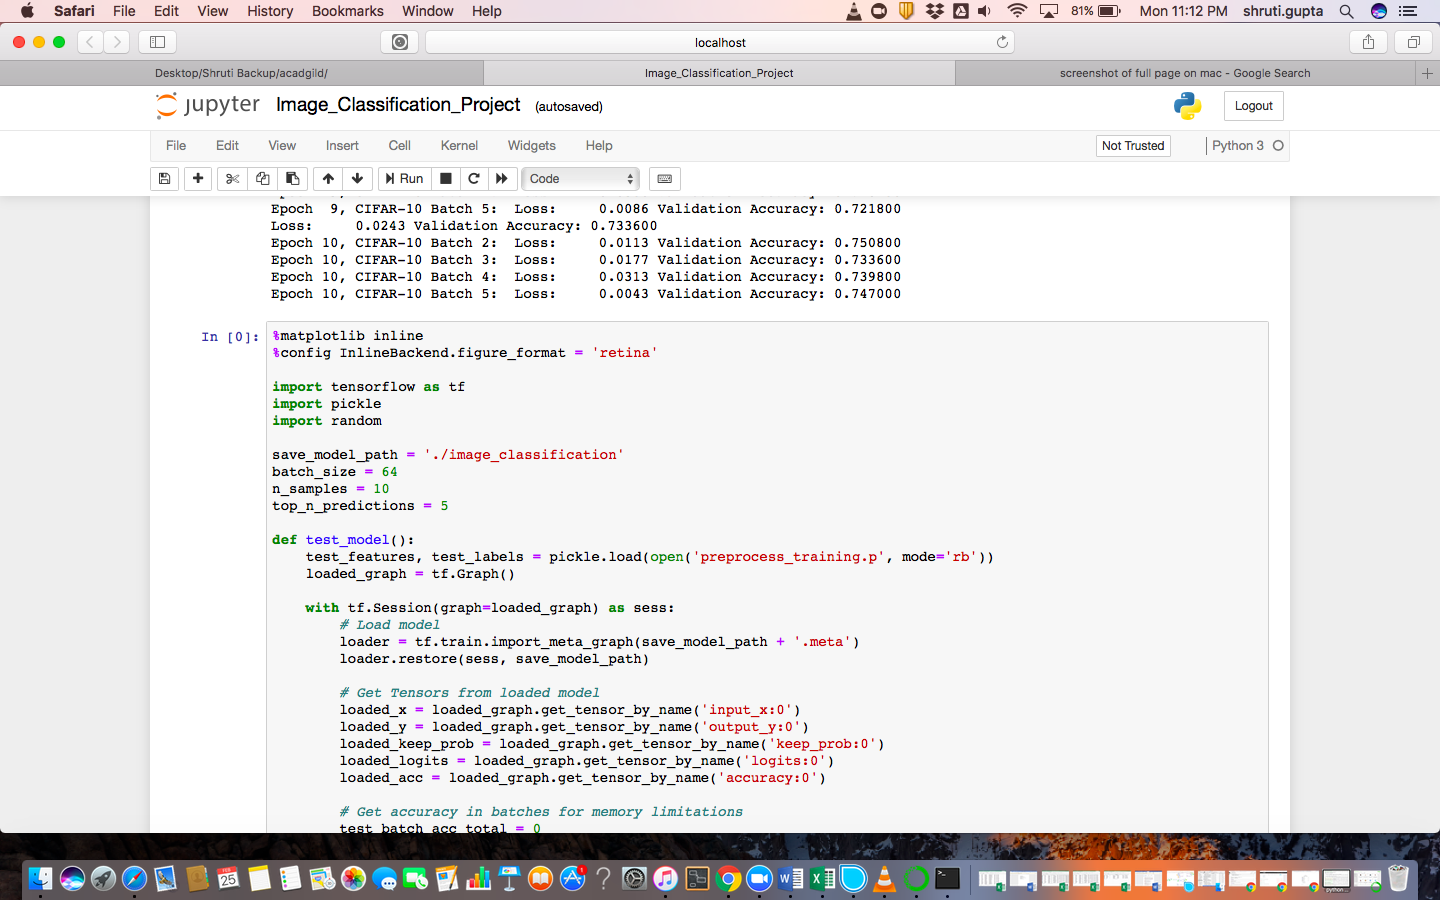 Safari File Edit View History Bookmarks Window Help 81% Mon 11:12 PM shruti.gupta
localhost
Desktop/Shruti Backup/acadgild/ Image_Classification_Project screenshot of full page on mac - Google Search
jupyter Image_Classification_Project (autosaved) Logout
File Edit View Insert Cell Kernel Widgets Help Not Trusted Python 3
Run Code
Epoch  9, CIFAR-10 Batch 5:  Loss:     0.0086 Validation Accuracy: 0.721800
Loss:     0.0243 Validation Accuracy: 0.733600
Epoch 10, CIFAR-10 Batch 2:  Loss:     0.0113 Validation Accuracy: 0.750800
Epoch 10, CIFAR-10 Batch 3:  Loss:     0.0177 Validation Accuracy: 0.733600
Epoch 10, CIFAR-10 Batch 4:  Loss:     0.0313 Validation Accuracy: 0.739800
Epoch 10, CIFAR-10 Batch 5:  Loss:     0.0043 Validation Accuracy: 0.747000
In [0]: %matplotlib inline
%config InlineBackend.figure_format = 'retina'
import tensorflow as tf
import pickle
import random
save_model_path = './image_classification'
batch_size = 64
n_samples = 10
top_n_predictions = 5
def test_model():
    test_features, test_labels = pickle.load(open('preprocess_training.p', mode='rb'))
    loaded_graph = tf.Graph()
    with tf.Session(graph=loaded_graph) as sess:
        # Load model
        loader = tf.train.import_meta_graph(save_model_path + '.meta')
        loader.restore(sess, save_model_path)
        # Get Tensors from loaded model
        loaded_x = loaded_graph.get_tensor_by_name('input_x:0')
        loaded_y = loaded_graph.get_tensor_by_name('output_y:0')
        loaded_keep_prob = loaded_graph.get_tensor_by_name('keep_prob:0')
        loaded_logits = loaded_graph.get_tensor_by_name('logits:0')
        loaded_acc = loaded_graph.get_tensor_by_name('accuracy:0')
        # Get accuracy in batches for memory limitations
        test_batch_acc_total = 0
FEB
25